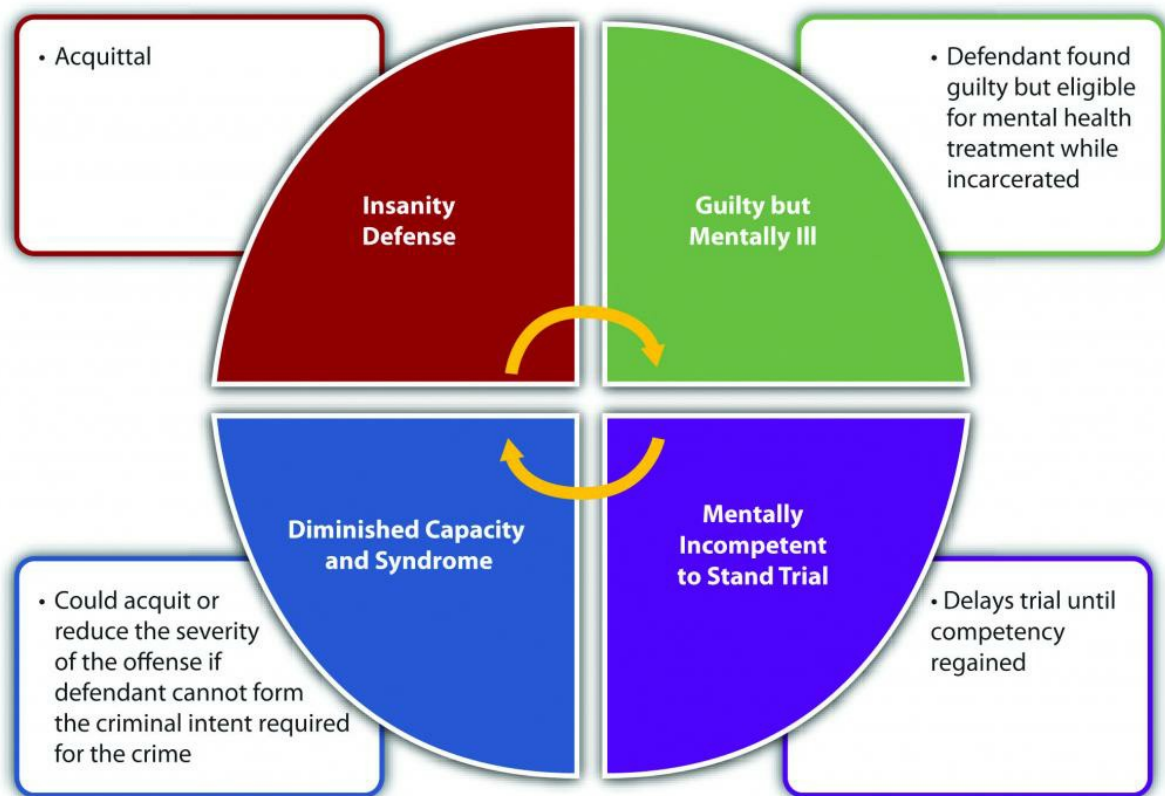 • Acquittal
Insanity
Defense
• Defendant found
guilty but eligible
for mental health
treatment while
incarcerated
Guilty but
Mentally Ill
Diminished Capacity
and Syndrome
• Could acquit or
reduce the severity
of the offense if
defendant cannot form
the criminal intent required
for the crime
Mentally
Incompetent
to Stand Trial
• Delays trial until
competency
regained